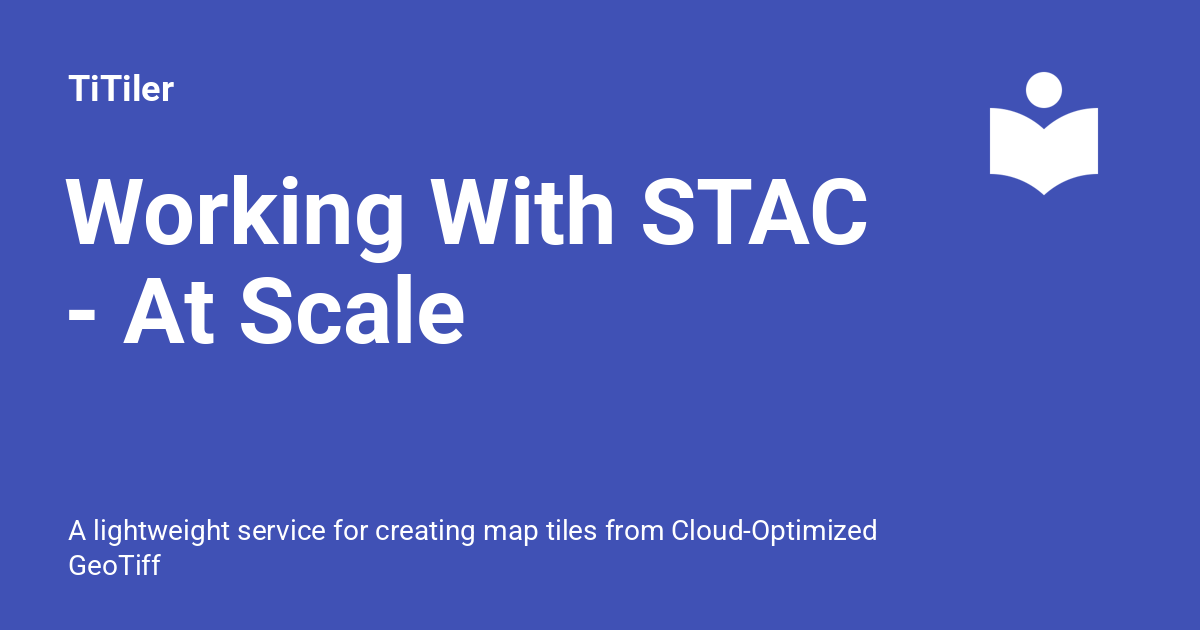 TiTiler
Working With STAC
- At Scale
A lightweight service for creating map tiles from Cloud-Optimized
GeoTiff